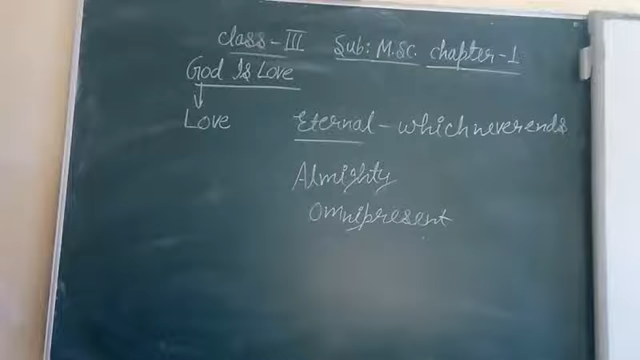 Class-III Sub: M.Sc. Chapter-1
God Is Love
Love Eternal - which never ends
Almighty
Omnipresent